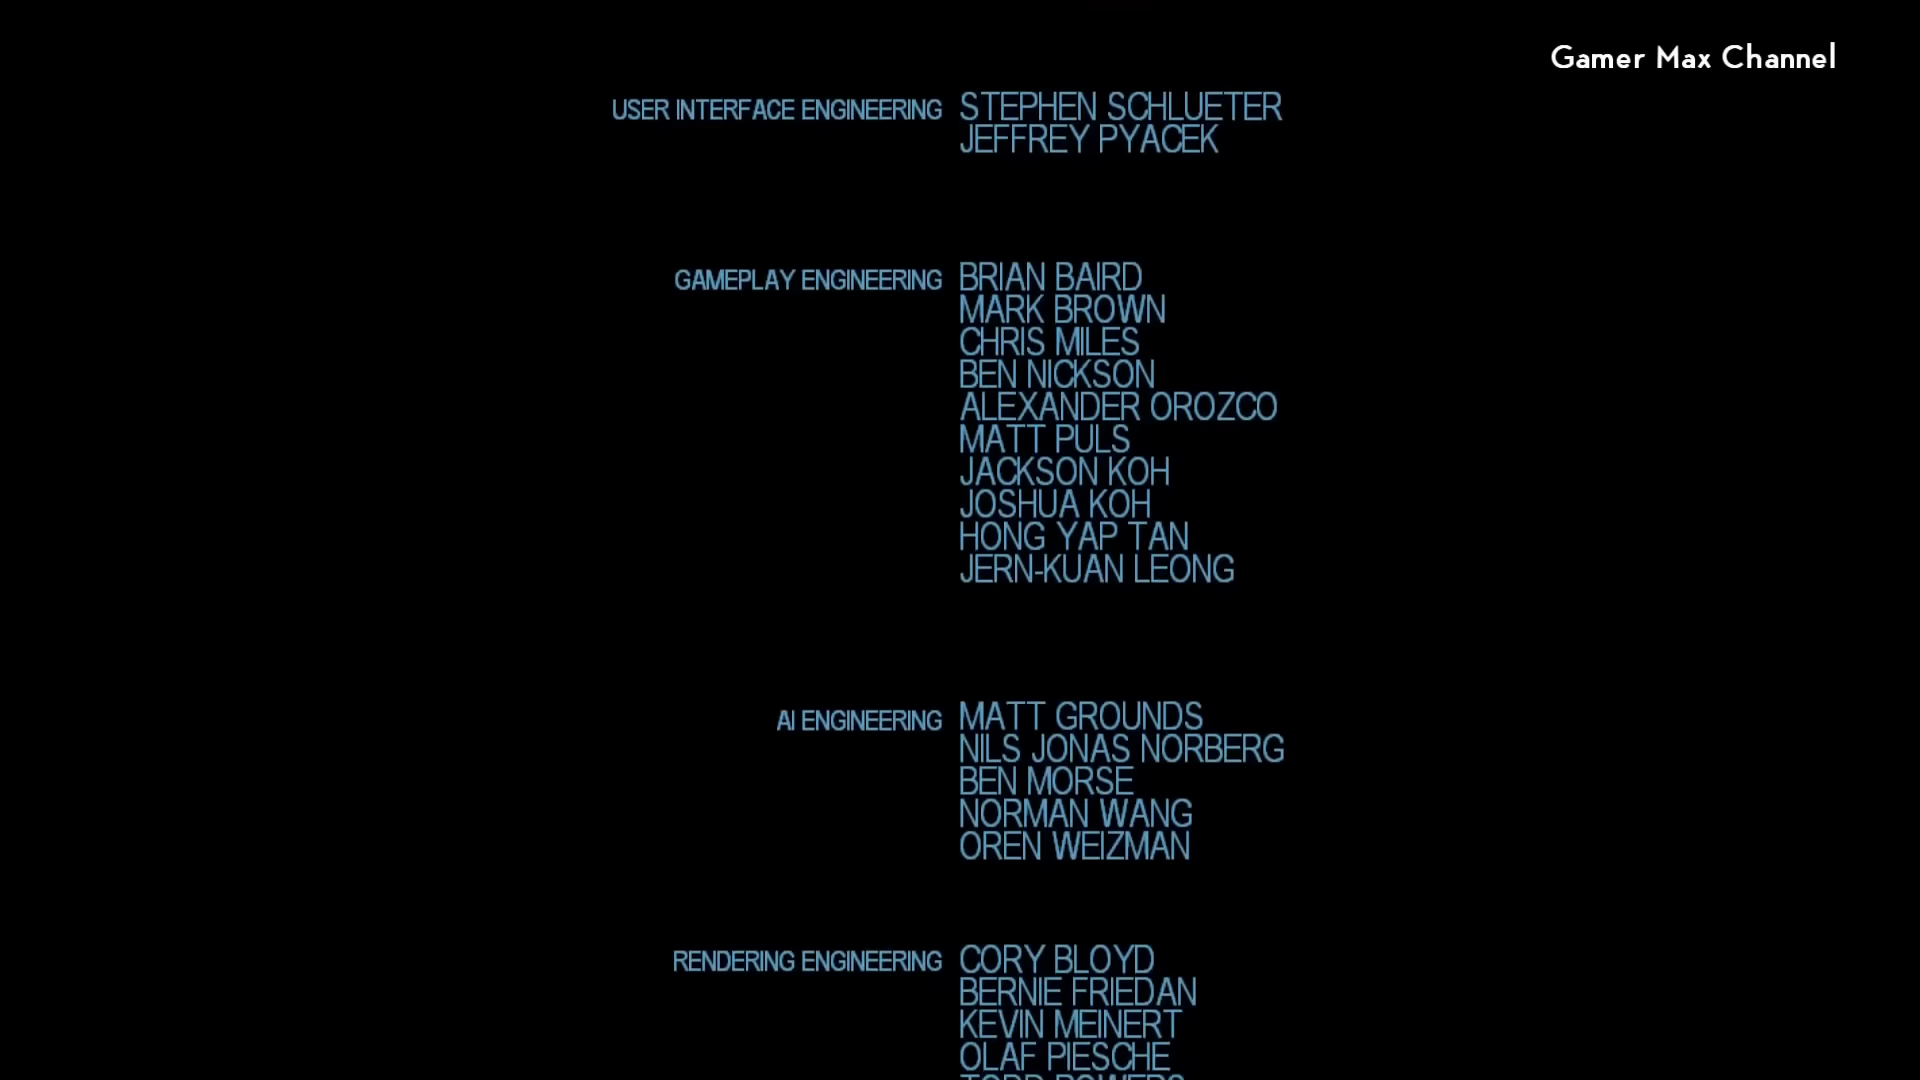 Gamer Max Channel
USER INTERFACE ENGINEERING STEPHEN SCHLUETER
JEFFREY PYACEK
GAMEPLAY ENGINEERING BRIAN BAIRD
MARK BROWN
CHRIS MILES
BEN NICKSON
ALEXANDER OROZCO
MATT PULS
JACKSON KOH
JOSHUA KOH
HONG YAP TAN
JERN-KUAN LEONG
AI ENGINEERING MATT GROUNDS
NILS JONAS NORBERG
BEN MORSE
NORMAN WANG
OREN WEIZMAN
RENDERING ENGINEERING CORY BLOYD
BERNIE FRIEDAN
KEVIN MEINERT
OLAF PIESCHE